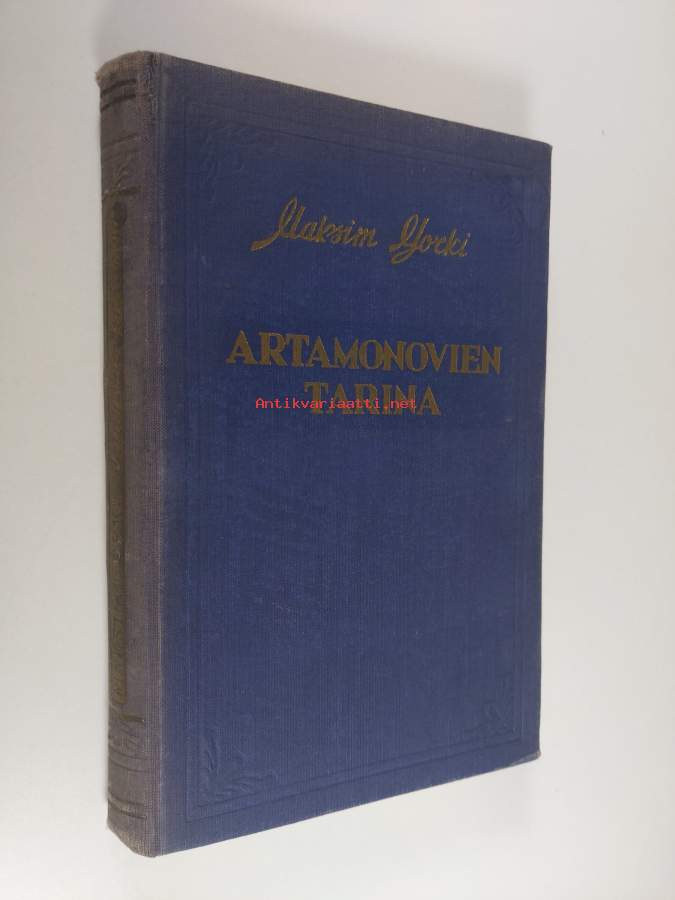 Maksim Gorki
ARTAMONOVIEN
TARINA
Antikvariaatti.net